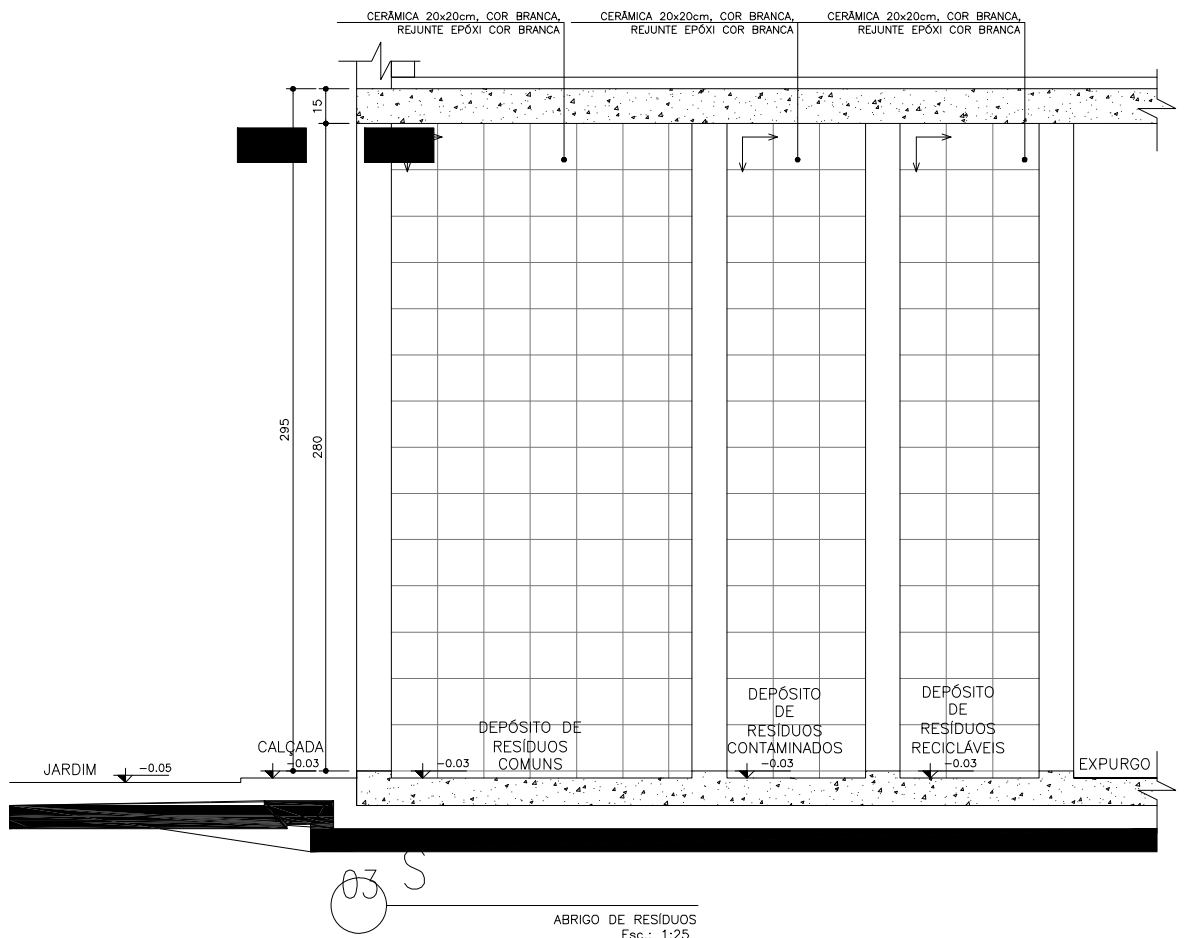 CERÂMICA 20x20cm, COR BRANCA,
REJUNTE EPÓXI COR BRANCA
CERÂMICA 20x20cm, COR BRANCA,
REJUNTE EPÓXI COR BRANCA
CERÂMICA 20x20cm, COR BRANCA,
REJUNTE EPÓXI COR BRANCA
15
295
280
DEPÓSITO DE
RESÍDUOS
COMUNS
DEPÓSITO
DE
RESÍDUOS
CONTAMINADOS
DEPÓSITO
DE
RESÍDUOS
RECICLÁVEIS
JARDIM
-0.05
CALÇADA
-0.03
-0.03
-0.03
-0.03
EXPURGO
03 S
ABRIGO DE RESÍDUOS
Esc.: 1:25